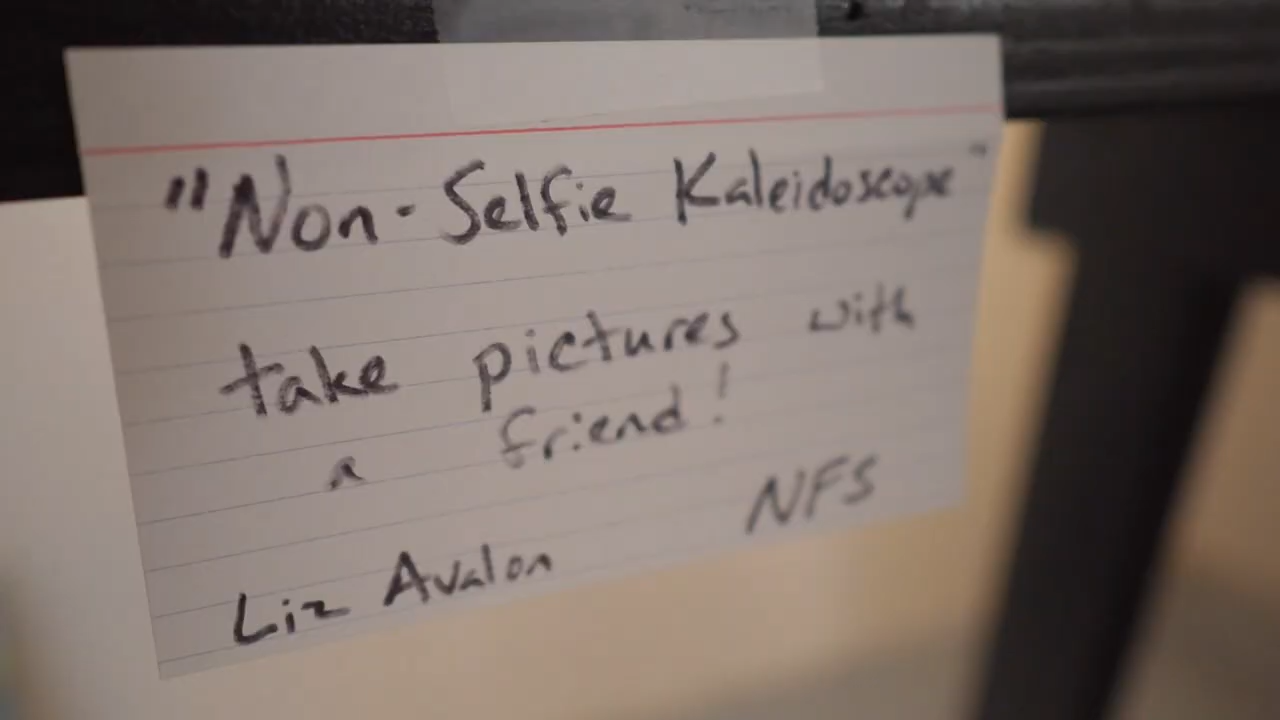 "Non-Selfie Kaleidoscope"
take pictures with
a friend!
NFS
Liz Avalon